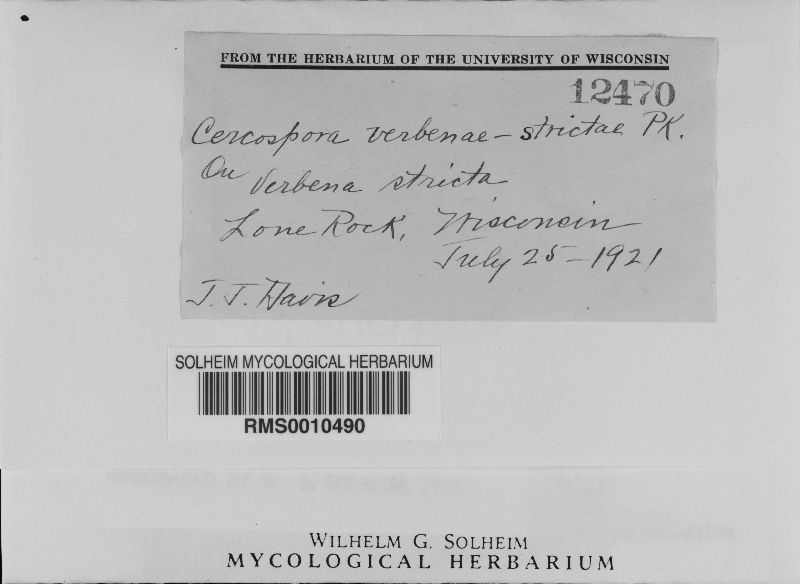 FROM THE HERBARIUM OF THE UNIVERSITY OF WISCONSIN
12470
Cercospora verbenae-strictae PK.
On Verbena stricta
Lone Rock, Wisconsin
July 25-1921
J. J. Davis
SOLHEIM MYCOLOGICAL HERBARIUM
RMS0010490
WILHELM G. SOLHEIM
MYCOLOGICAL HERBARIUM